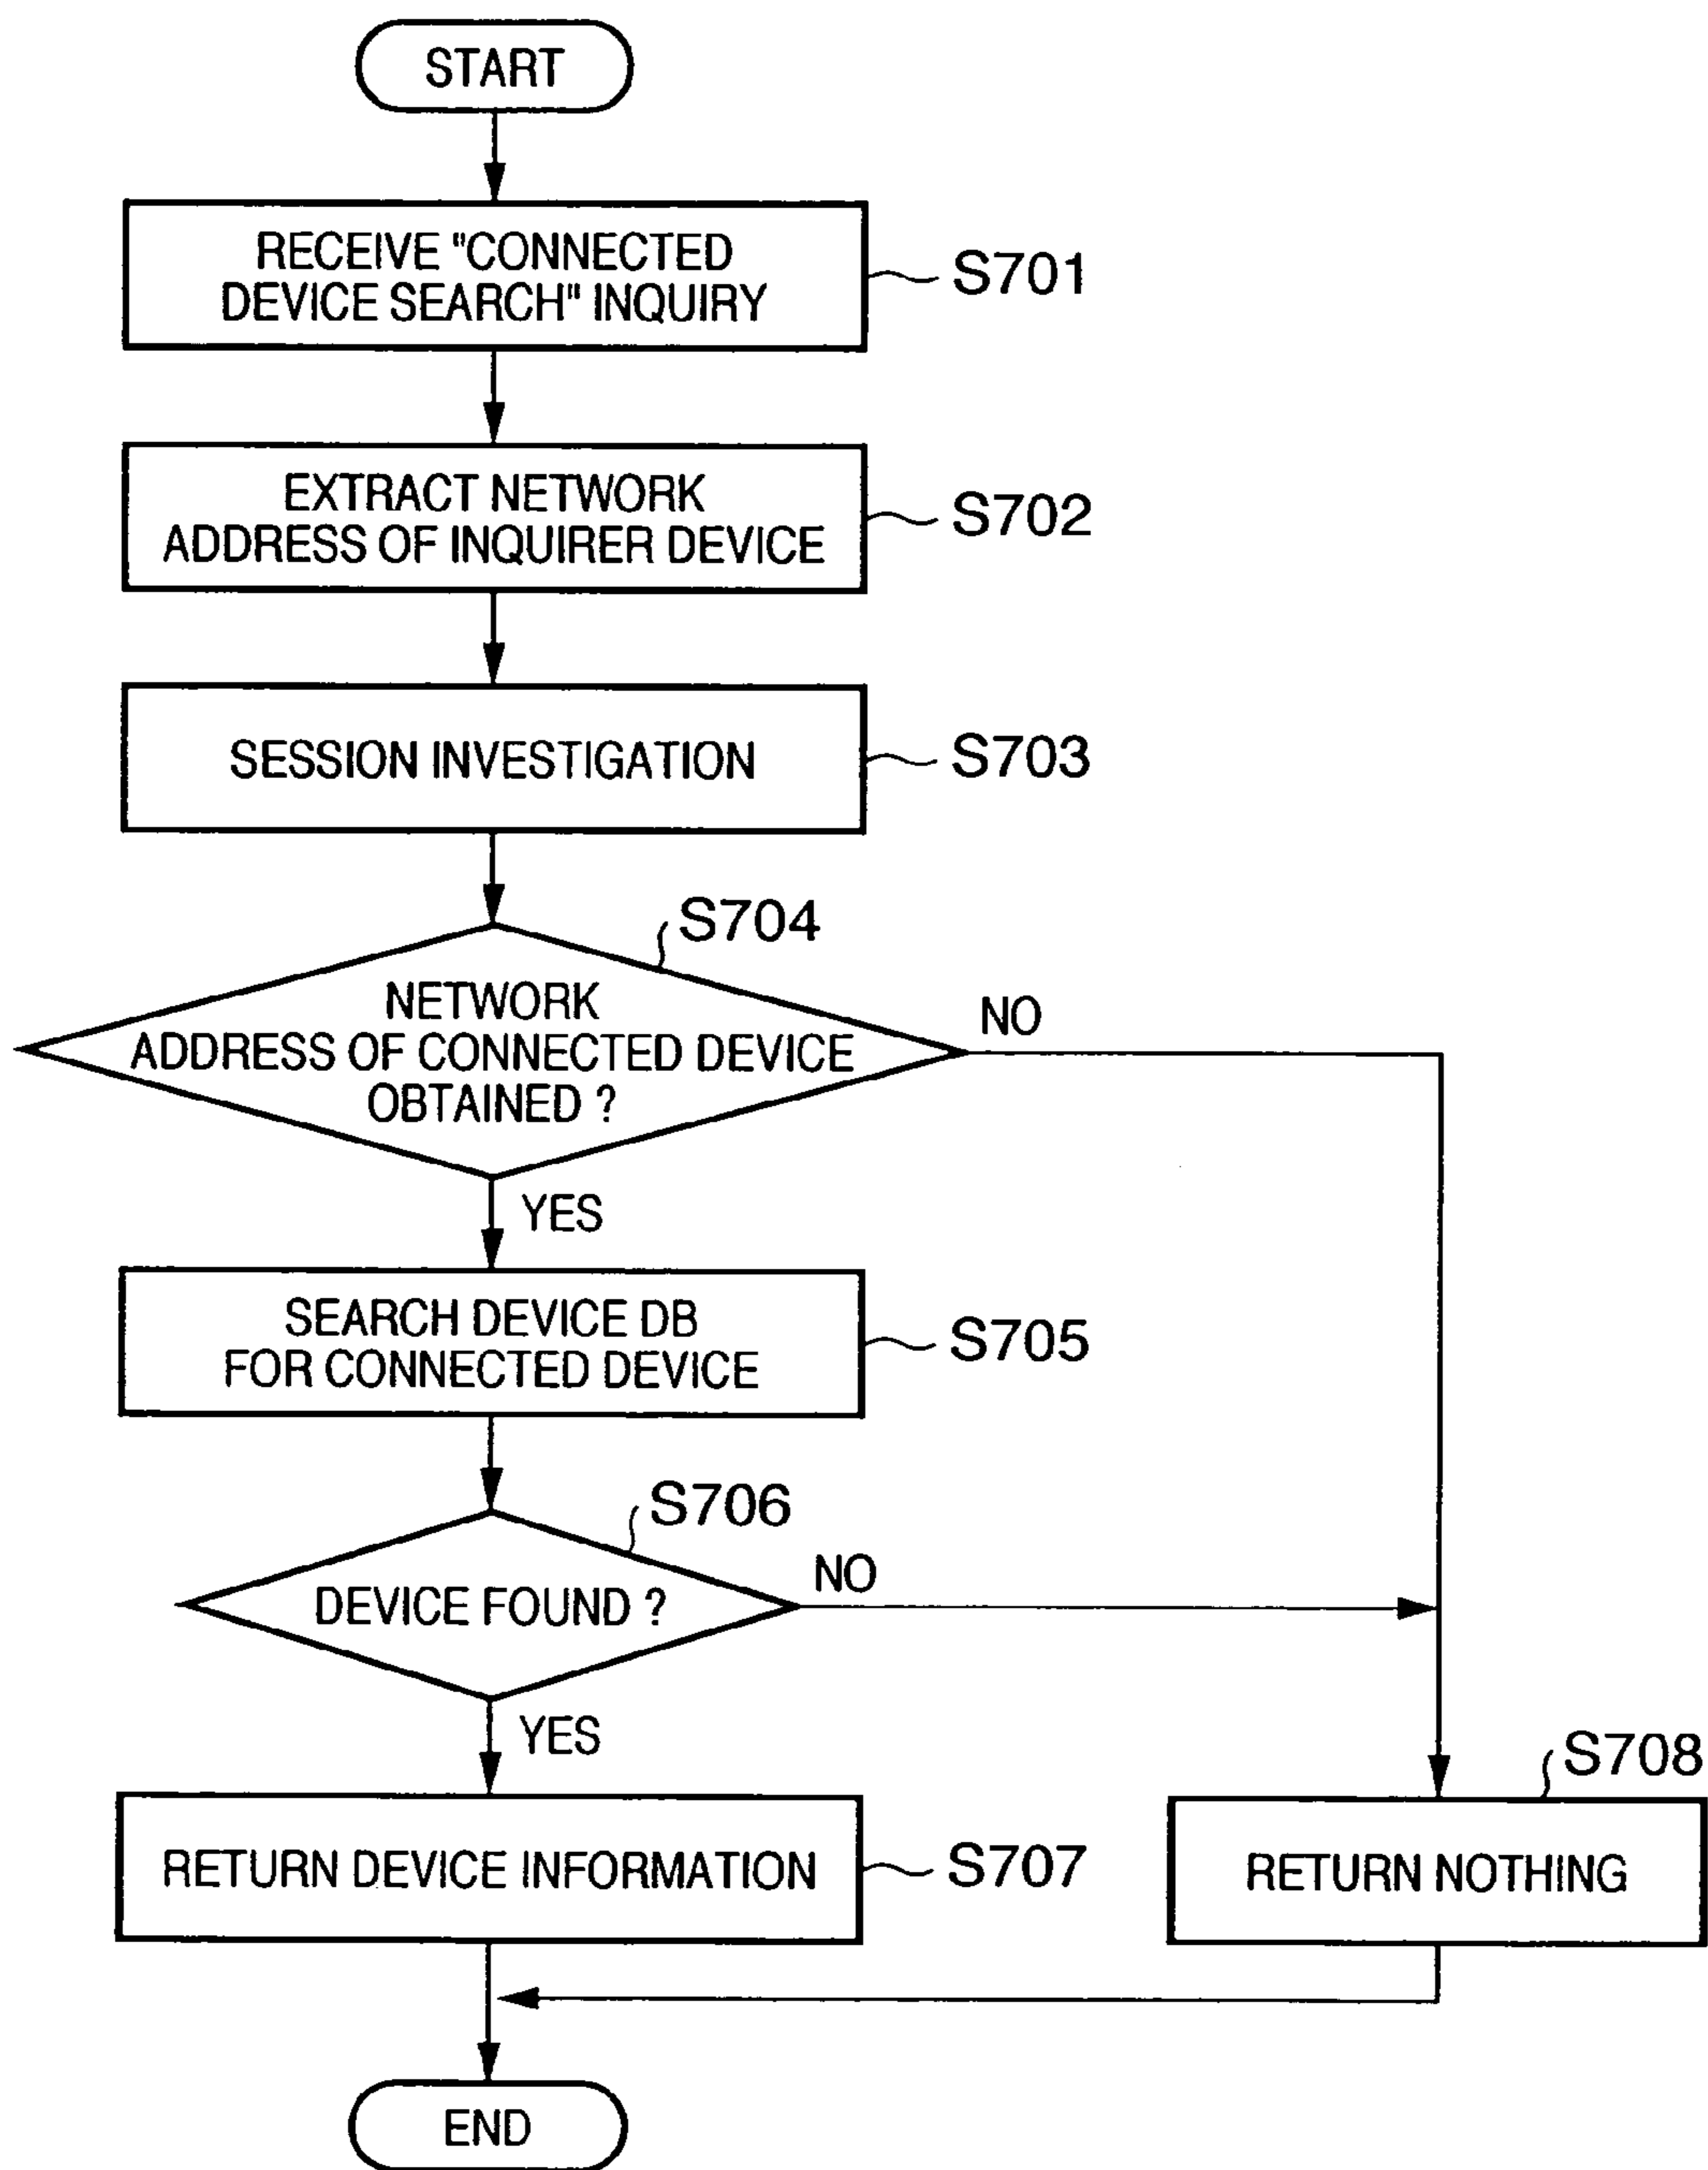 START
RECEIVE "CONNECTED
DEVICE SEARCH" INQUIRY
S701
EXTRACT NETWORK
ADDRESS OF INQUIRER DEVICE
S702
SESSION INVESTIGATION
S703
S704
NETWORK
ADDRESS OF CONNECTED DEVICE
OBTAINED ?
NO
YES
SEARCH DEVICE DB
FOR CONNECTED DEVICE
S705
S706
DEVICE FOUND ?
NO
YES
RETURN DEVICE INFORMATION
S707
S708
RETURN NOTHING
END